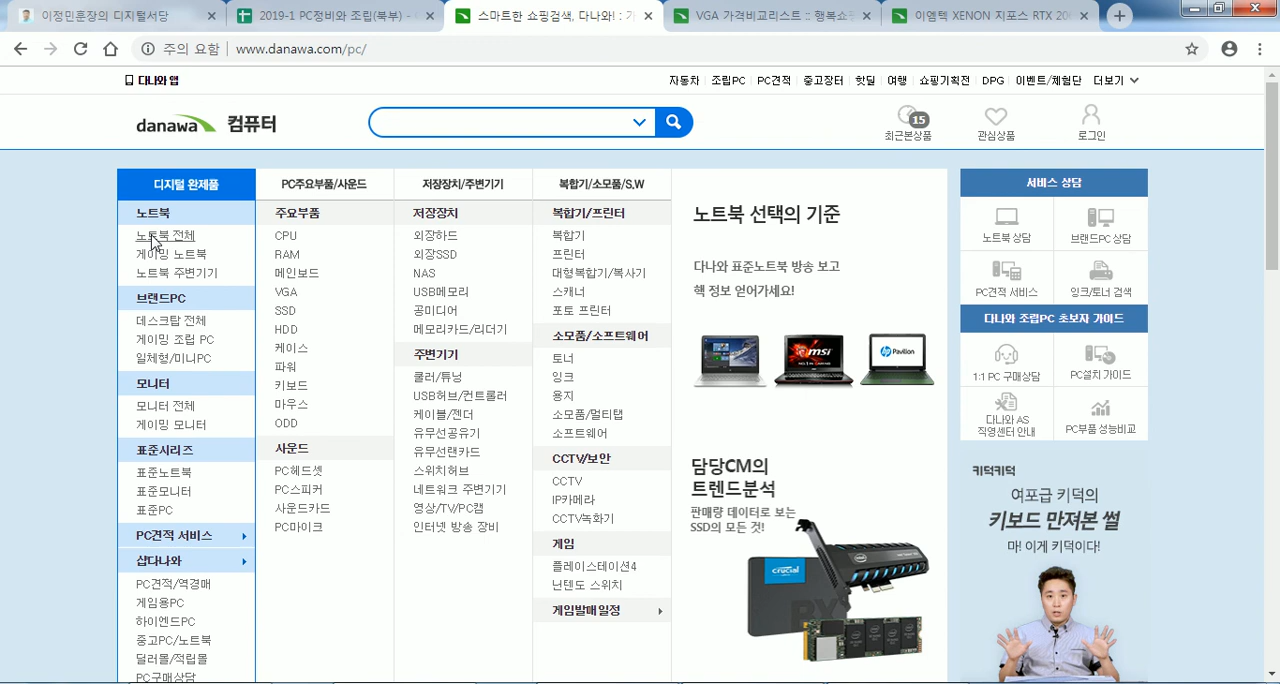 이정민훈장의 디지털서당
2019-1 PC정비와 조립(북부) -
스마트한 쇼핑검색, 다나와! :: 가
VGA 가격비교리스트 :: 행복쇼핑
이엠텍 XENON 지포스 RTX 206
주의 요함 www.danawa.com/pc/
다나와 앱
자동차 조립PC PC견적 중고장터 핫딜 여행 쇼핑기획전 DPG 이벤트/체험단 더보기
danawa 컴퓨터
15
최근본상품
관심상품
로그인
디지털 완제품
노트북
노트북 전체
게이밍 노트북
노트북 주변기기
브랜드PC
데스크탑 전체
게이밍 조립 PC
일체형/미니PC
모니터
모니터 전체
게이밍 모니터
표준시리즈
표준노트북
표준모니터
표준PC
PC견적 서비스
샵다나와
PC견적/역경매
게임용PC
하이엔드PC
중고PC/노트북
딜러몰/적립몰
PC구매상담
PC주요부품/사운드
주요부품
CPU
RAM
메인보드
VGA
SSD
HDD
케이스
파워
키보드
마우스
ODD
사운드
PC헤드셋
PC스피커
사운드카드
PC마이크
저장장치/주변기기
저장장치
외장하드
외장SSD
NAS
USB메모리
공미디어
메모리카드/리더기
주변기기
쿨러/튜닝
USB허브/컨트롤러
케이블/젠더
유무선공유기
유무선랜카드
스위치허브
네트워크 주변기기
영상/TV/PC캠
인터넷 방송 장비
복합기/소모품/S.W
복합기/프린터
복합기
프린터
대형복합기/복사기
스캐너
포토 프린터
소모품/소프트웨어
토너
잉크
용지
소모품/멀티탭
소프트웨어
CCTV/보안
CCTV
IP카메라
CCTV녹화기
게임
플레이스테이션4
닌텐도 스위치
게임발매일정
노트북 선택의 기준
다나와 표준노트북 방송 보고
핵 정보 얻어가세요!
msi
hp Pavilion
담당CM의
트렌드분석
판매량 데이터로 보는
SSD의 모든 것!
crucial
서비스 상담
노트북 상담
브랜드PC 상담
PC견적 서비스
잉크/토너 검색
다나와 조립PC 초보자 가이드
1:1 PC 구매상담
PC설치 가이드
다나와 AS
직영센터 안내
PC부품 성능비교
키덕키덕
여포급 키덕의
키보드 만져본 썰
마! 이게 키덕이다!